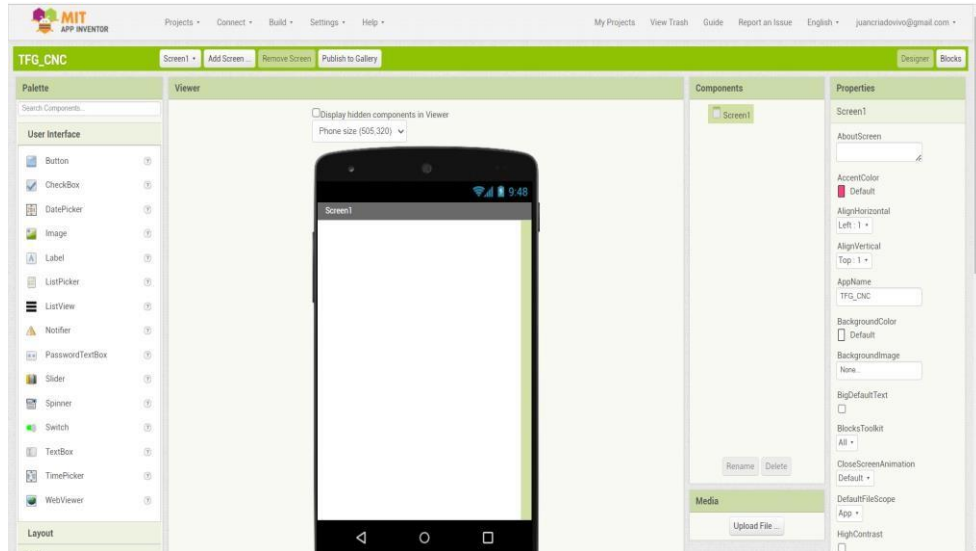 MIT
APP INVENTOR
Projects Connect Build Settings Help
My Projects View Trash Guide Report an Issue English juancriadovivo@gmail.com
TFG_CNC
Screen1 Add Screen ... Remove Screen Publish to Gallery
Designer Blocks
Palette
Search Components...
User Interface
Button
CheckBox
DatePicker
Image
Label
ListPicker
ListView
Notifier
PasswordTextBox
Slider
Spinner
Switch
TextBox
TimePicker
WebViewer
Layout
Viewer
Display hidden components in Viewer
Phone size (505,320)
9:48
Screen1
Components
Screen1
Rename Delete
Media
Upload File ...
Properties
Screen1
AboutScreen
AccentColor
Default
AlignHorizontal
Left : 1
AlignVertical
Top : 1
AppName
TFG_CNC
BackgroundColor
Default
BackgroundImage
None...
BigDefaultText
BlocksToolkit
All
CloseScreenAnimation
Default
DefaultFileScope
App
HighContrast